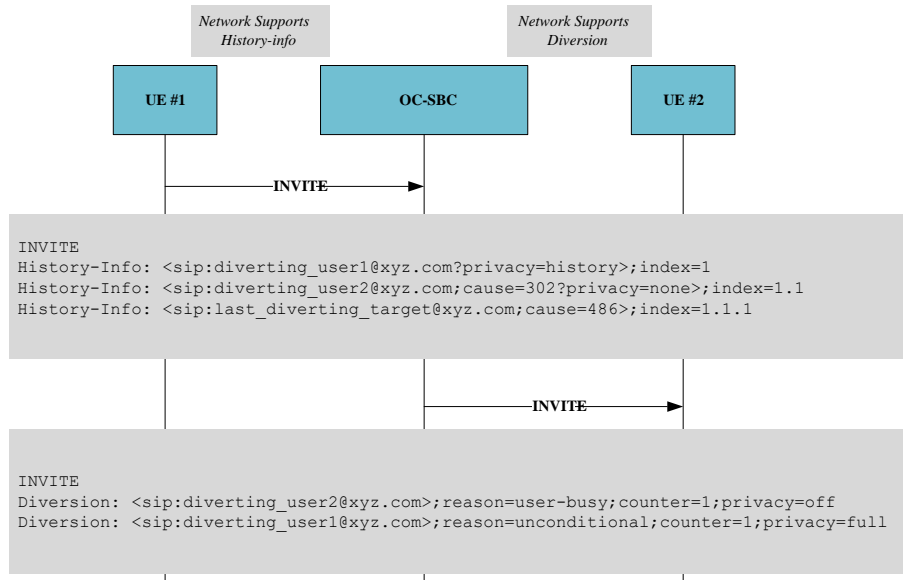 Network Supports
History-info
Network Supports
Diversion
UE #1
OC-SBC
UE #2
INVITE
INVITE
History-Info: <sip:diverting_user1@xyz.com?privacy=history>;index=1
History-Info: <sip:diverting_user2@xyz.com;cause=302?privacy=none>;index=1.1
History-Info: <sip:last_diverting_target@xyz.com;cause=486>;index=1.1.1
INVITE
INVITE
Diversion: <sip:diverting_user2@xyz.com>;reason=user-busy;counter=1;privacy=off
Diversion: <sip:diverting_user1@xyz.com>;reason=unconditional;counter=1;privacy=full